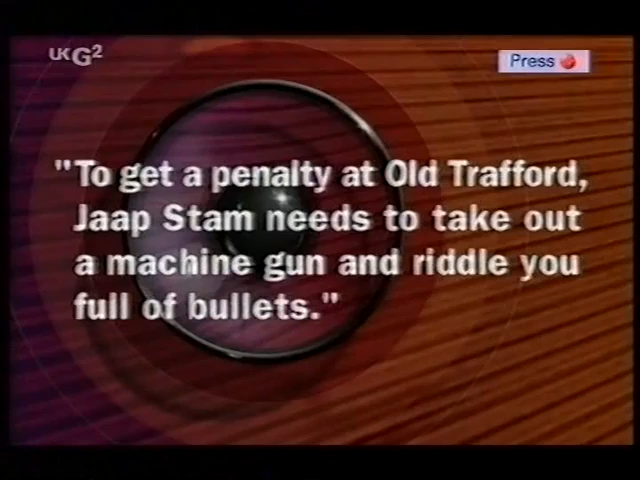 UKG2
Press
"To get a penalty at Old Trafford,
Jaap Stam needs to take out
a machine gun and riddle you
full of bullets."